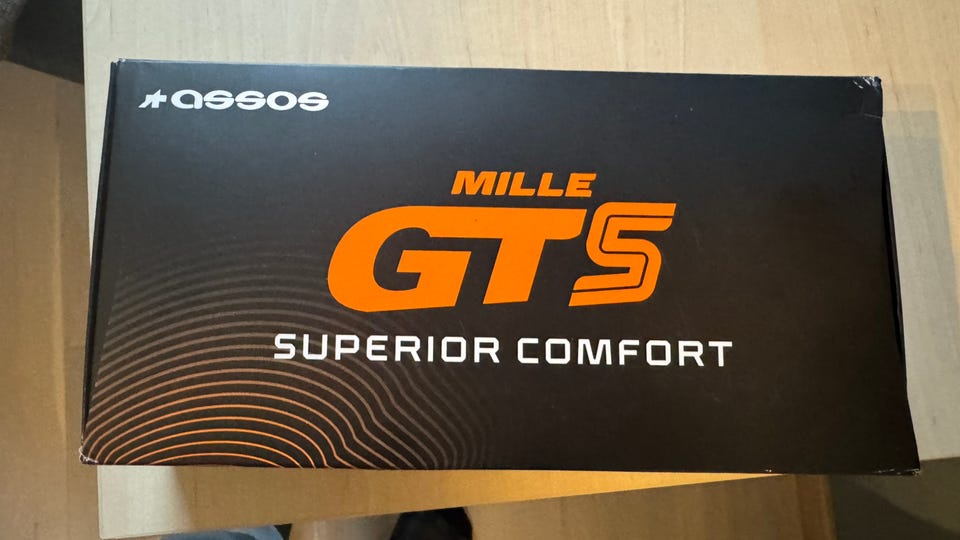 assos
MILLE
GTS
SUPERIOR COMFORT